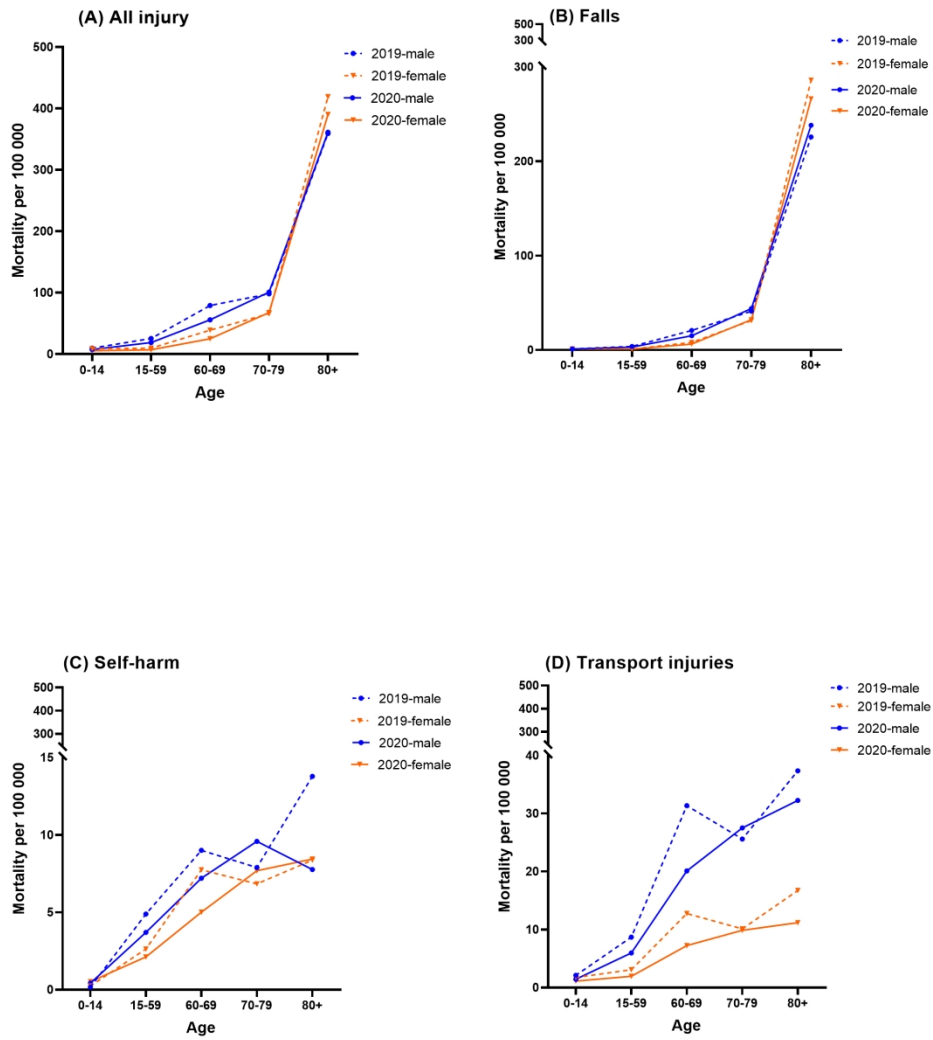 (A) All injury
Mortality per 100 000
500
400
300
200
100
0
0-14 15-59 60-69 70-79 80+
Age
2019-male
2019-female
2020-male
2020-female
(B) Falls
Mortality per 100 000
500
300
300
200
100
0
0-14 15-59 60-69 70-79 80+
Age
2019-male
2019-female
2020-male
2020-female
(C) Self-harm
Mortality per 100 000
500
400
300
15
10
5
0
0-14 15-59 60-69 70-79 80+
Age
2019-male
2019-female
2020-male
2020-female
(D) Transport injuries
Mortality per 100 000
500
400
300
40
30
20
10
0
0-14 15-59 60-69 70-79 80+
Age
2019-male
2019-female
2020-male
2020-female